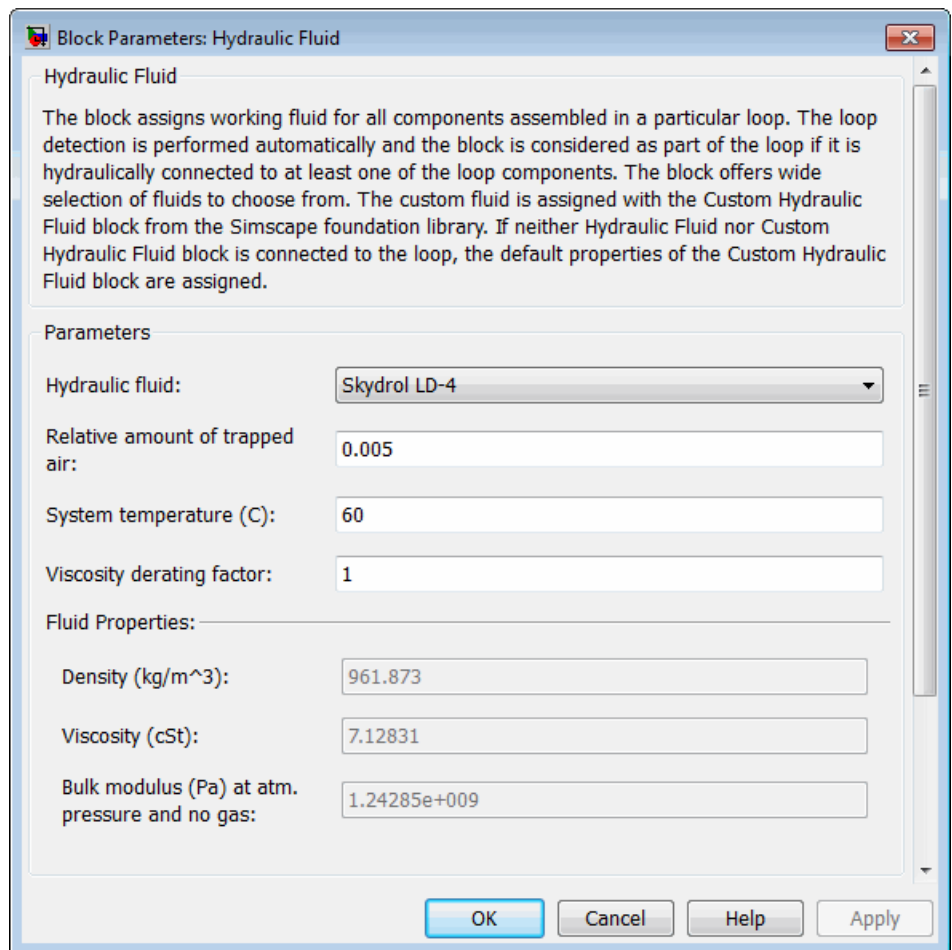 Block Parameters: Hydraulic Fluid
Hydraulic Fluid
The block assigns working fluid for all components assembled in a particular loop. The loop
detection is performed automatically and the block is considered as part of the loop if it is
hydraulically connected to at least one of the loop components. The block offers wide
selection of fluids to choose from. The custom fluid is assigned with the Custom Hydraulic
Fluid block from the Simscape foundation library. If neither Hydraulic Fluid nor Custom
Hydraulic Fluid block is connected to the loop, the default properties of the Custom Hydraulic
Fluid block are assigned.
Parameters
Hydraulic fluid: Skydrol LD-4
Relative amount of trapped
air: 0.005
System temperature (C): 60
Viscosity derating factor: 1
Fluid Properties:
Density (kg/m^3): 961.873
Viscosity (cSt): 7.12831
Bulk modulus (Pa) at atm.
pressure and no gas: 1.24285e+009
OK Cancel Help Apply